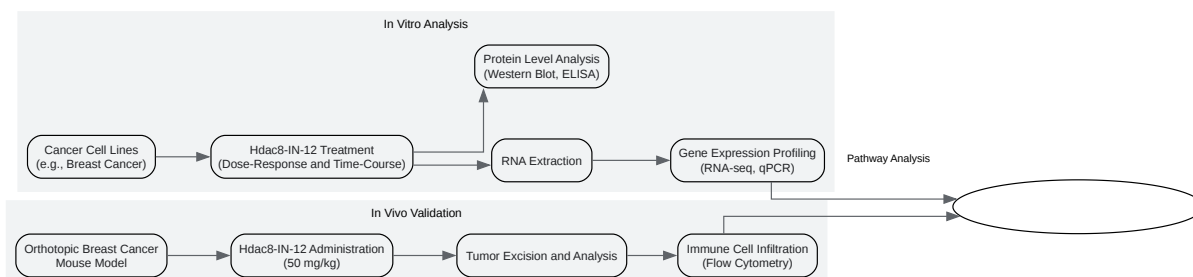 In Vitro Analysis
Protein Level Analysis
(Western Blot, ELISA)
Cancer Cell Lines
(e.g., Breast Cancer)
Hdac8-IN-12 Treatment
(Dose-Response and Time-Course)
RNA Extraction
Gene Expression Profiling
(RNA-seq, qPCR)
Pathway Analysis
In Vivo Validation
Orthotopic Breast Cancer
Mouse Model
Hdac8-IN-12 Administration
(50 mg/kg)
Tumor Excision and Analysis
Immune Cell Infiltration
(Flow Cytometry)